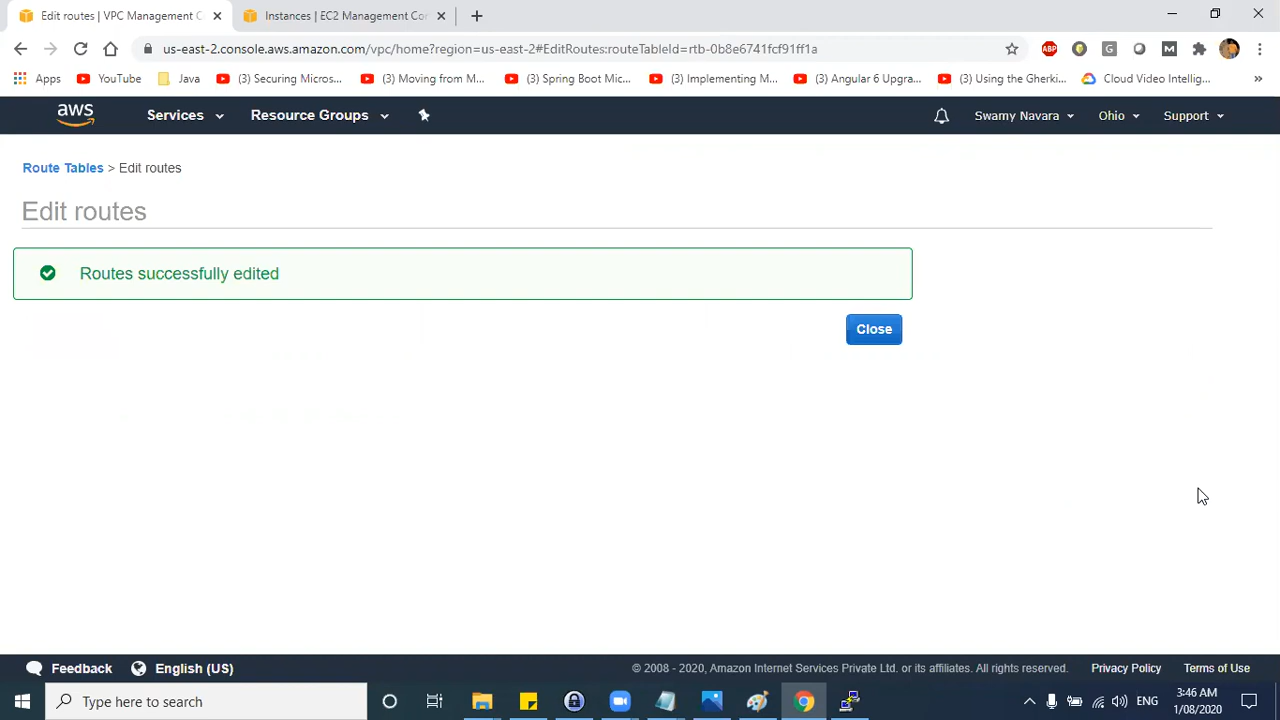 Edit routes | VPC Management C
Instances | EC2 Management Con
us-east-2.console.aws.amazon.com/vpc/home?region=us-east-2#EditRoutes:routeTableId=rtb-0b8e6741fcf91ff1a
ABP
G
M
Apps
YouTube
Java
(3) Securing Micros...
(3) Moving from M...
(3) Spring Boot Mic...
(3) Implementing M...
(3) Angular 6 Upgra...
(3) Using the Gherki...
Cloud Video Intellig...
»
aws
Services
Resource Groups
Swamy Navara
Ohio
Support
Route Tables > Edit routes
Edit routes
Routes successfully edited
Close
Feedback
English (US)
© 2008 - 2020, Amazon Internet Services Private Ltd. or its affiliates. All rights reserved.
Privacy Policy
Terms of Use
Type here to search
ENG
3:46 AM
1/08/2020